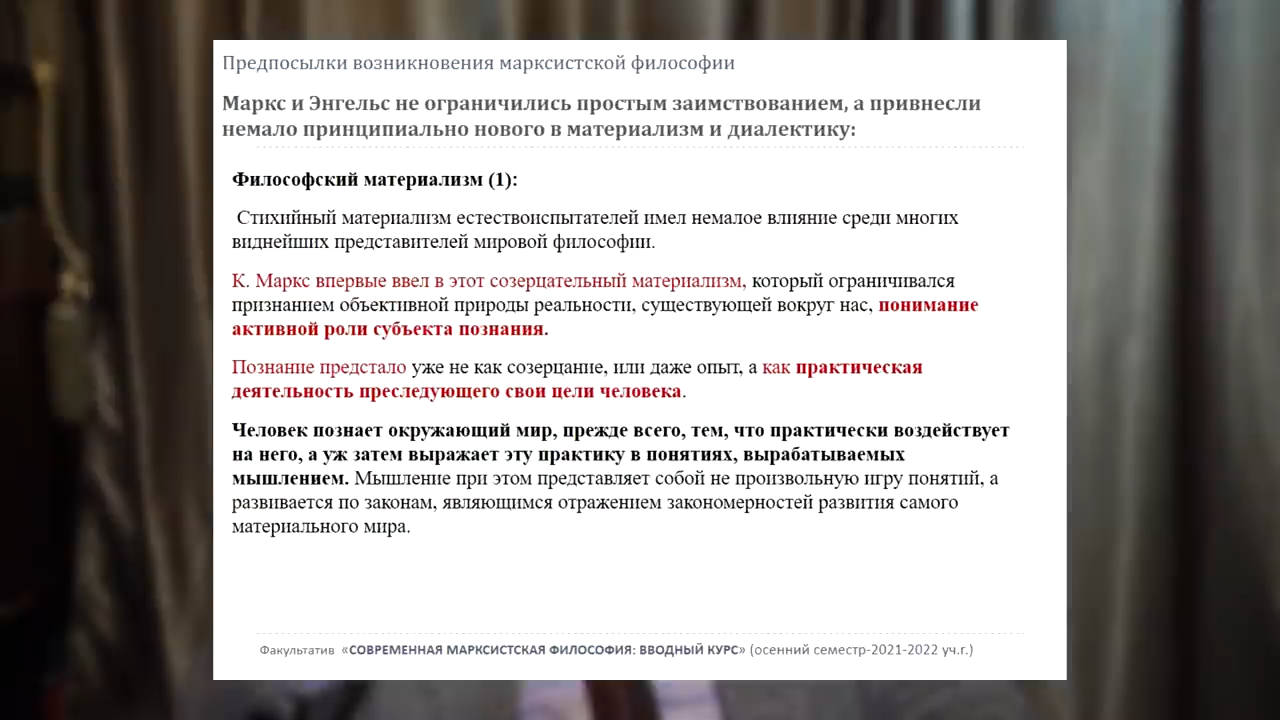 Предпосылки возникновения марксистской философии
Маркс и Энгельс не ограничились простым заимствованием, а привнесли
немало принципиально нового в материализм и диалектику:
Философский материализм (1):
Стихийный материализм естествоиспытателей имел немалое влияние среди многих
виднейших представителей мировой философии.
К. Маркс впервые ввел в этот созерцательный материализм, который ограничивался
признанием объективной природы реальности, существующей вокруг нас, понимание
активной роли субъекта познания.
Познание предстало уже не как созерцание, или даже опыт, а как практическая
деятельность преследующего свои цели человека.
Человек познает окружающий мир, прежде всего, тем, что практически воздействует
на него, а уж затем выражает эту практику в понятиях, вырабатываемых
мышлением. Мышление при этом представляет собой не произвольную игру понятий, а
развивается по законам, являющимся отражением закономерностей развития самого
материального мира.
Факультатив «СОВРЕМЕННАЯ МАРКСИСТСКАЯ ФИЛОСОФИЯ: ВВОДНЫЙ КУРС» (осенний семестр-2021-2022 уч.г.)